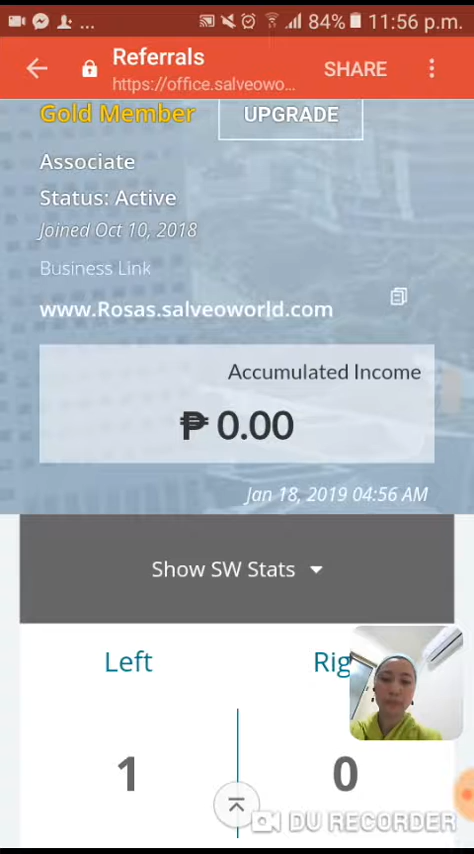 ... 84% 11:56 p.m.
Referrals
https://office.salveowo...
SHARE
Gold Member
UPGRADE
Associate
Status: Active
Joined Oct 10, 2018
Business Link
www.Rosas.salveoworld.com
Accumulated Income
₱ 0.00
Jan 18, 2019 04:56 AM
Show SW Stats
Left
Rig
1
0
DU RECORDER